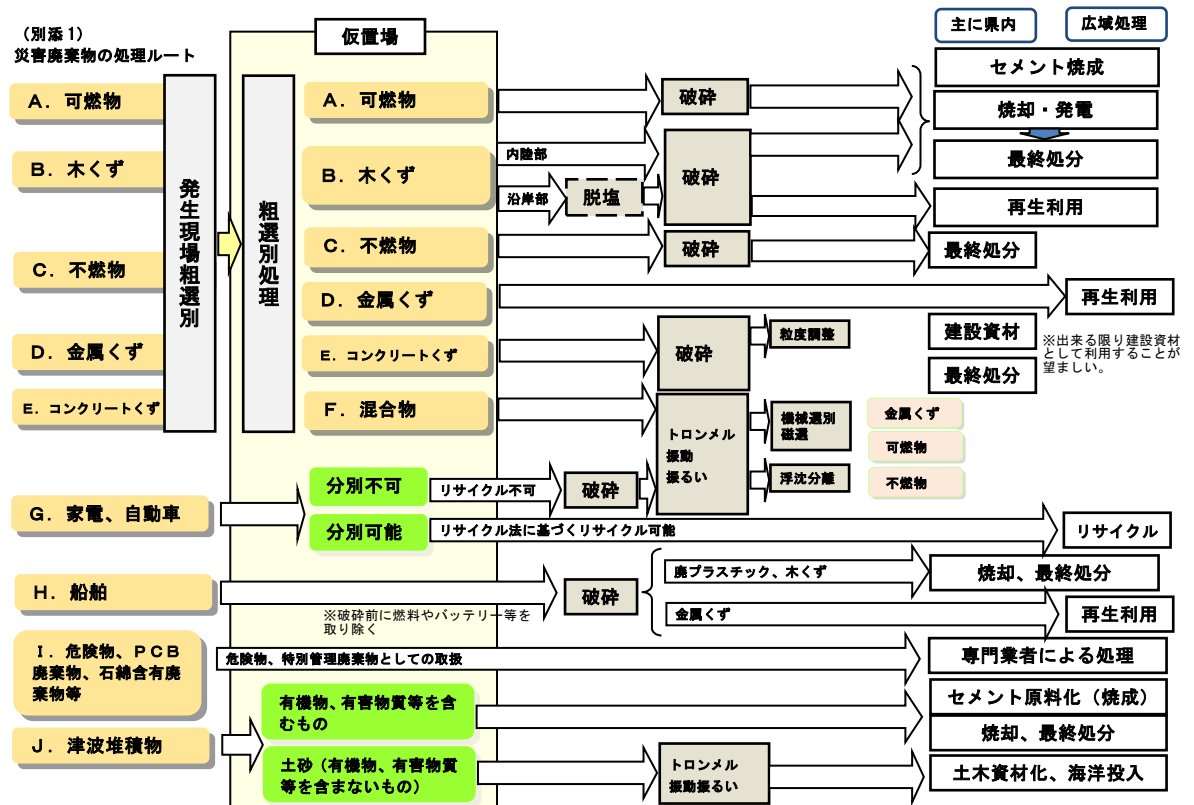 (別添1)
災害廃棄物の処理ルート
仮置場
主に県内
広域処理
A.可燃物
B.木くず
C.不燃物
D.金属くず
E.コンクリートくず
発生現場粗選別
粗選別処理
A.可燃物
破砕
セメント焼成
焼却・発電
最終処分
B.木くず
内陸部
沿岸部
脱塩
破砕
再生利用
C.不燃物
破砕
最終処分
D.金属くず
再生利用
E.コンクリートくず
破砕
粒度調整
建設資材
最終処分
※出来る限り建設資材
として利用することが
望ましい。
F.混合物
トロンメル
振動
振るい
機械選別
磁選
浮沈分離
金属くず
可燃物
不燃物
G.家電、自動車
分別不可
リサイクル不可
破砕
分別可能
リサイクル法に基づくリサイクル可能
リサイクル
H.船舶
※破砕前に燃料やバッテリー等を
取り除く
破砕
廃プラスチック、木くず
焼却、最終処分
金属くず
再生利用
I.危険物、PCB
廃棄物、石綿含有廃
棄物等
危険物、特別管理廃棄物としての取扱
専門業者による処理
J.津波堆積物
有機物、有害物質等を含
むもの
セメント原料化(焼成)
焼却、最終処分
土砂(有機物、有害物質
等を含まないもの)
トロンメル
振動振るい
土木資材化、海洋投入